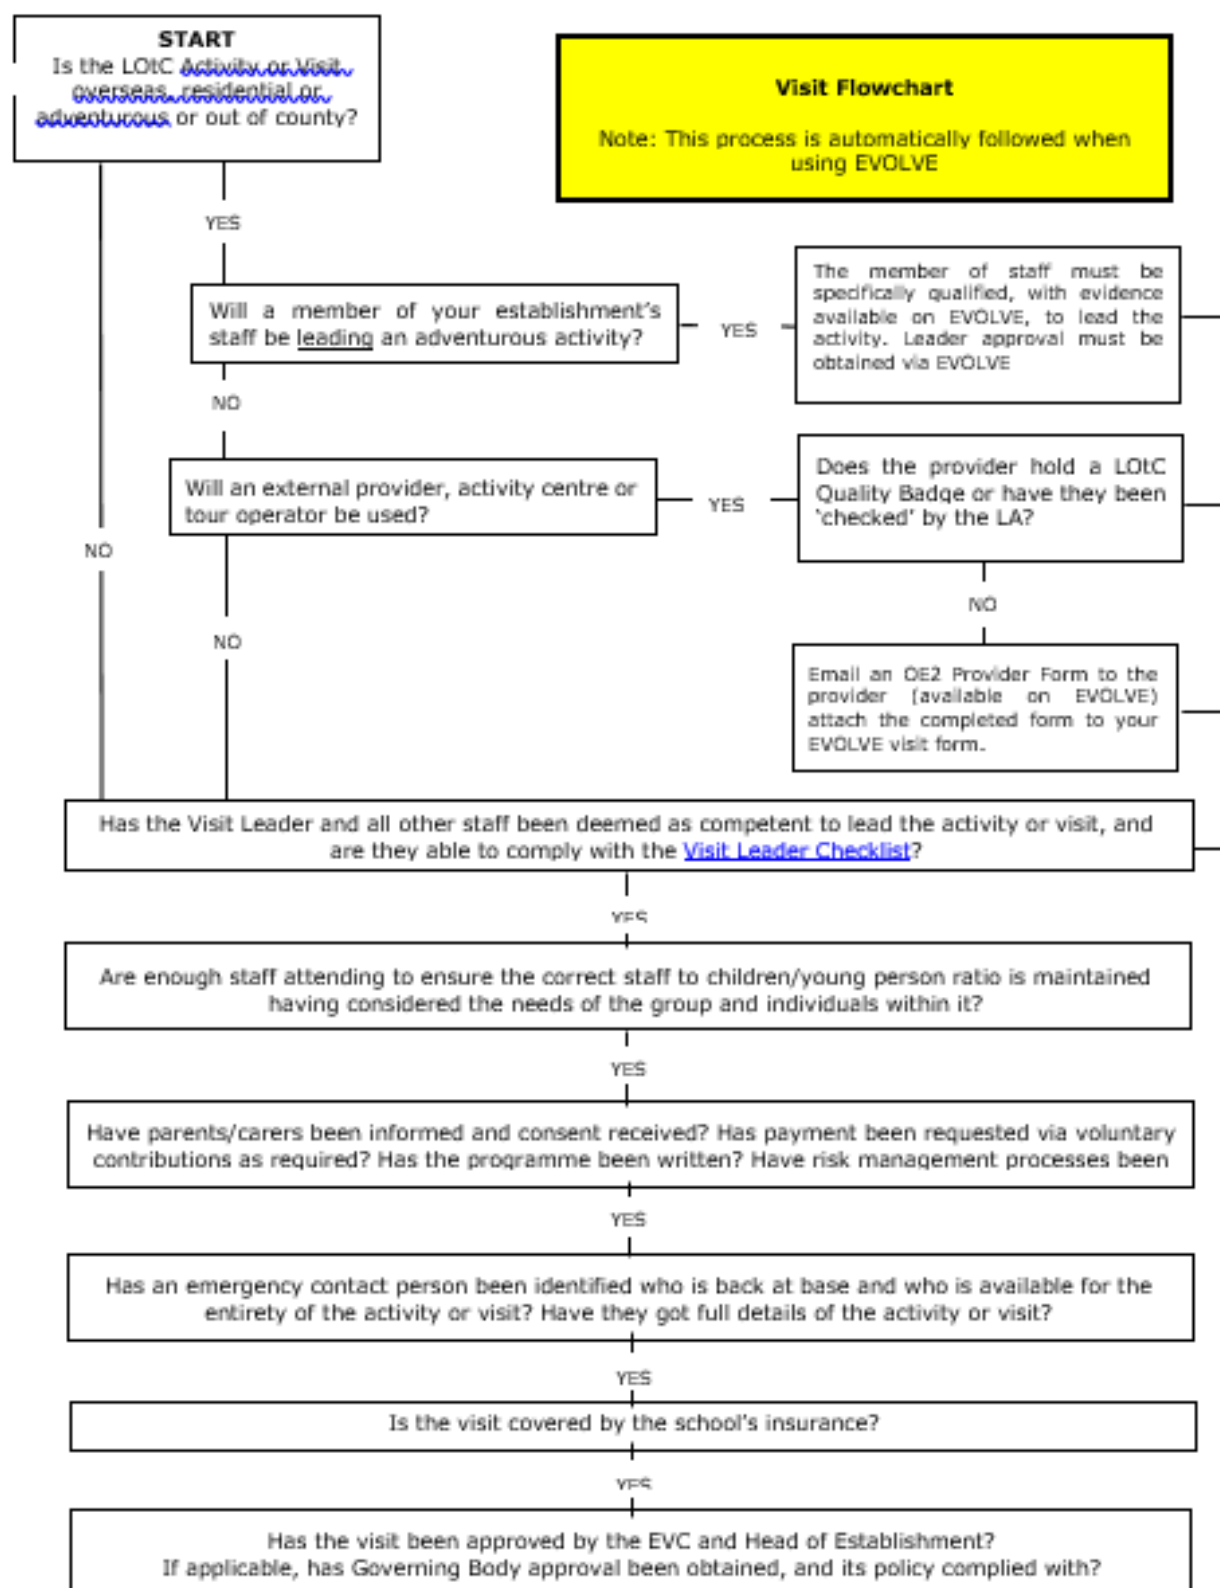 START
Is the LOtC Activity or Visit
overseas, residential or
adventurous or out of county?
Visit Flowchart
Note: This process is automatically followed when
using EVOLVE
YES
Will a member of your establishment's
staff be leading an adventurous activity?
YES
The member of staff must be
specifically qualified, with evidence
available on EVOLVE, to lead the
activity. Leader approval must be
obtained via EVOLVE
NO
Will an external provider, activity centre or
tour operator be used?
YES
Does the provider hold a LOtC
Quality Badge or have they been
'checked' by the LA?
NO
NO
NO
Email an OE2 Provider Form to the
provider (available on EVOLVE)
attach the completed form to your
EVOLVE visit form.
Has the Visit Leader and all other staff been deemed as competent to lead the activity or visit, and
are they able to comply with the Visit Leader Checklist?
YES
Are enough staff attending to ensure the correct staff to children/young person ratio is maintained
having considered the needs of the group and individuals within it?
YES
Have parents/carers been informed and consent received? Has payment been requested via voluntary
contributions as required? Has the programme been written? Have risk management processes been
YES
Has an emergency contact person been identified who is back at base and who is available for the
entirety of the activity or visit? Have they got full details of the activity or visit?
YES
Is the visit covered by the school's insurance?
YES
Has the visit been approved by the EVC and Head of Establishment?
If applicable, has Governing Body approval been obtained, and its policy complied with?